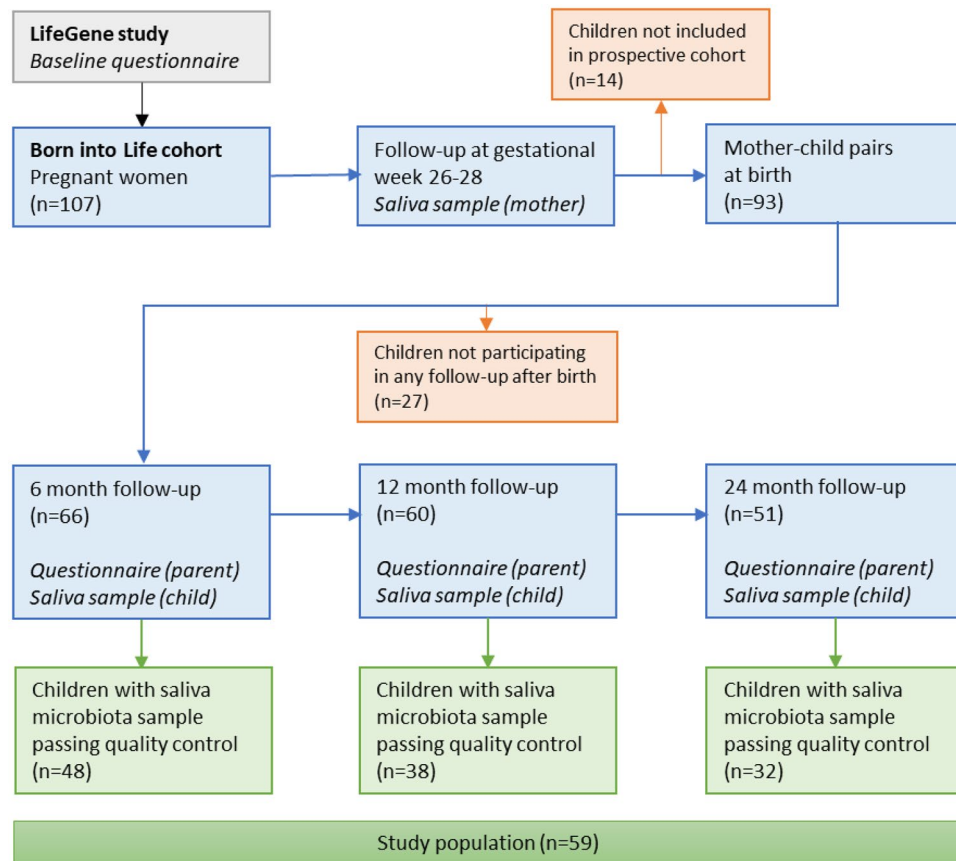 LifeGene study
Baseline questionnaire
Children not included
in prospective cohort
(n=14)
Born into Life cohort
Pregnant women
(n=107)
Follow-up at gestational
week 26-28
Saliva sample (mother)
Mother-child pairs
at birth
(n=93)
Children not participating
in any follow-up after birth
(n=27)
6 month follow-up
(n=66)
Questionnaire (parent)
Saliva sample (child)
12 month follow-up
(n=60)
Questionnaire (parent)
Saliva sample (child)
24 month follow-up
(n=51)
Questionnaire (parent)
Saliva sample (child)
Children with saliva
microbiota sample
passing quality control
(n=48)
Children with saliva
microbiota sample
passing quality control
(n=38)
Children with saliva
microbiota sample
passing quality control
(n=32)
Study population (n=59)